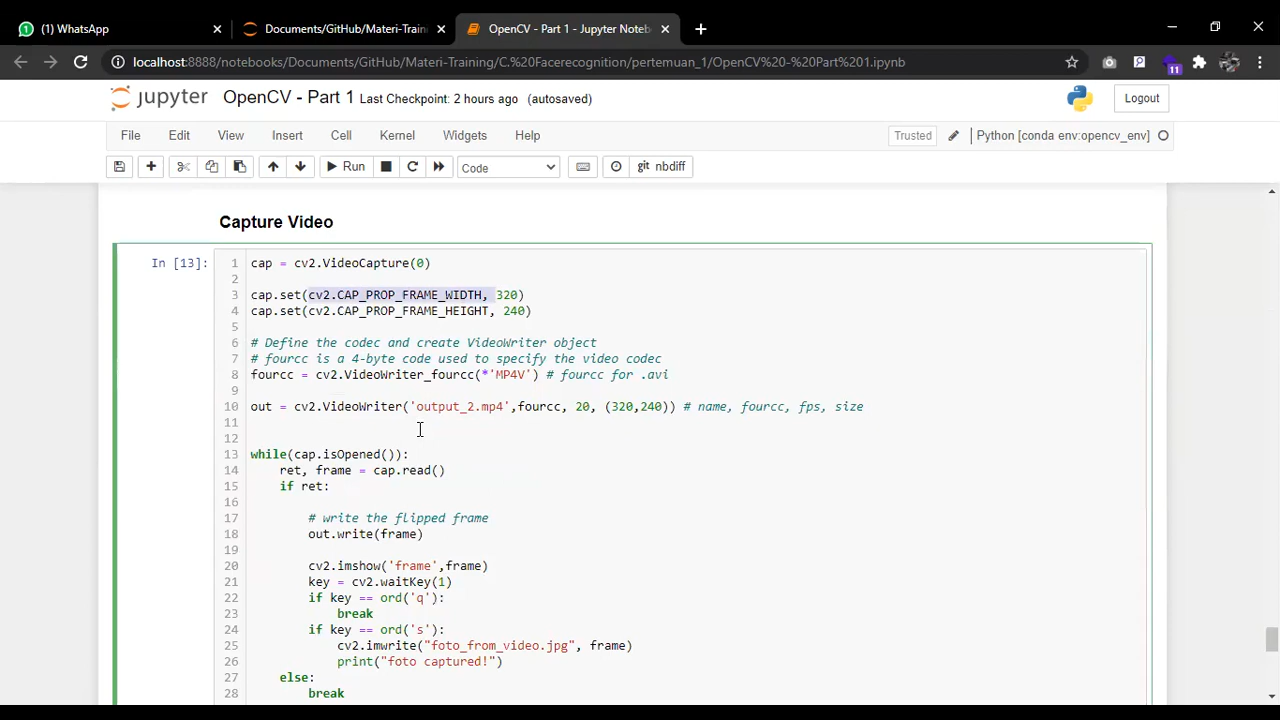 (1) WhatsApp
Documents/GitHub/Materi-Traini
OpenCV - Part 1 - Jupyter Noteb
localhost:8888/notebooks/Documents/GitHub/Materi-Training/C.%20Facerecognition/pertemuan_1/OpenCV%20-%20Part%201.ipynb
11
jupyter OpenCV - Part 1 Last Checkpoint: 2 hours ago (autosaved)
Logout
File Edit View Insert Cell Kernel Widgets Help
Trusted
Python [conda env:opencv_env]
Run
Code
nbdiff
Capture Video
In [13]:
1 cap = cv2.VideoCapture(0)
2
3 cap.set(cv2.CAP_PROP_FRAME_WIDTH, 320)
4 cap.set(cv2.CAP_PROP_FRAME_HEIGHT, 240)
5
6 # Define the codec and create VideoWriter object
7 # fourcc is a 4-byte code used to specify the video codec
8 fourcc = cv2.VideoWriter_fourcc(*'MP4V') # fourcc for .avi
9
10 out = cv2.VideoWriter('output_2.mp4',fourcc, 20, (320,240)) # name, fourcc, fps, size
11
12
13 while(cap.isOpened()):
14     ret, frame = cap.read()
15     if ret:
16
17         # write the flipped frame
18         out.write(frame)
19
20         cv2.imshow('frame',frame)
21         key = cv2.waitKey(1)
22         if key == ord('q'):
23             break
24         if key == ord('s'):
25             cv2.imwrite("foto_from_video.jpg", frame)
26             print("foto captured!")
27     else:
28         break